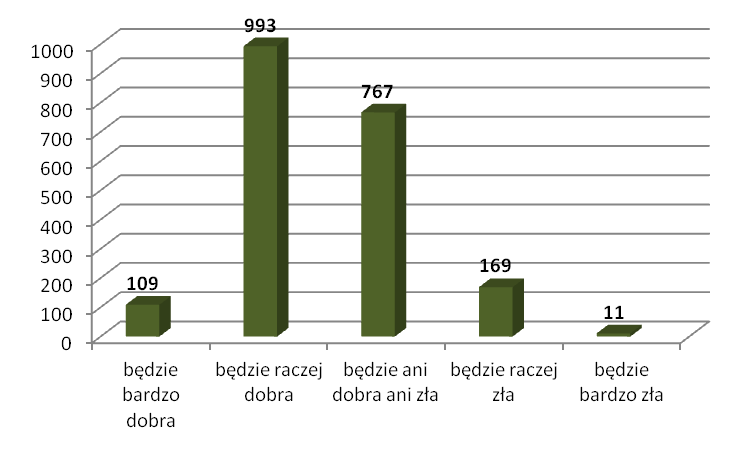 993
1000
900
767
800
700
600
500
400
300
169
200
109
100
11
0
będzie
bardzo
dobra
będzie raczej
dobra
będzie ani
dobra ani zła
będzie raczej
zła
będzie
bardzo zła